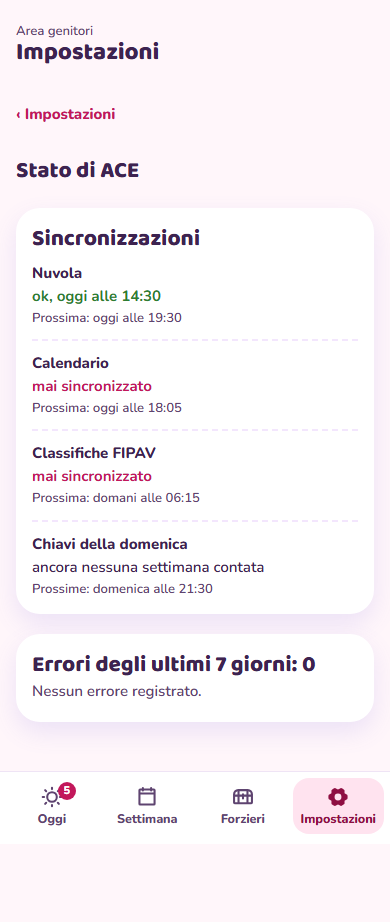 Area genitori
Impostazioni
‹ Impostazioni
Stato di ACE
Sincronizzazioni
Nuvola
ok, oggi alle 14:30
Prossima: oggi alle 19:30
Calendario
mai sincronizzato
Prossima: oggi alle 18:05
Classifiche FIPAV
mai sincronizzato
Prossima: domani alle 06:15
Chiavi della domenica
ancora nessuna settimana contata
Prossime: domenica alle 21:30
Errori degli ultimi 7 giorni: 0
Nessun errore registrato.
5
Oggi
Settimana
Forzieri
Impostazioni